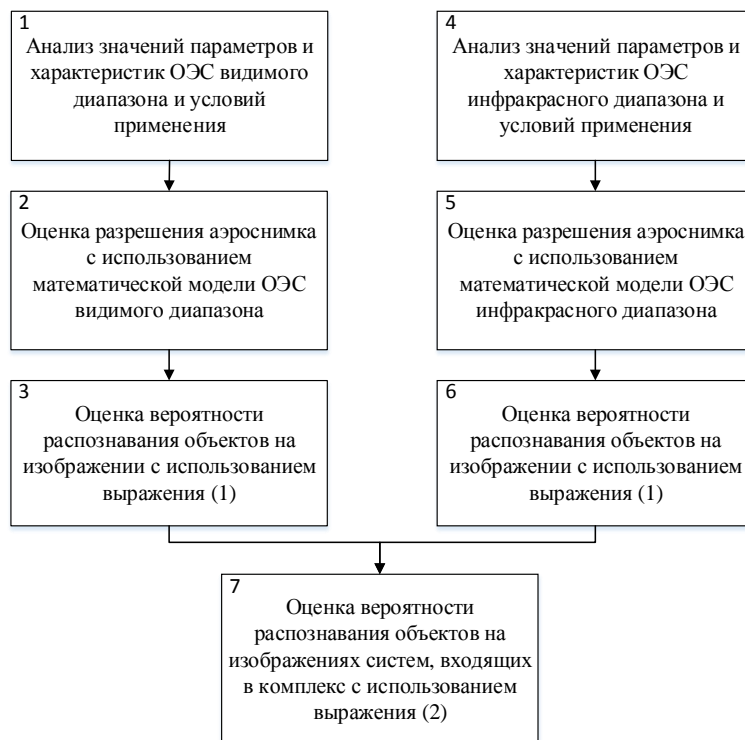 1
Анализ значений параметров и
характеристик ОЭС видимого
диапазона и условий
применения
4
Анализ значений параметров и
характеристик ОЭС
инфракрасного диапазона и
условий применения
2
Оценка разрешения аэроснимка
с использованием
математической модели ОЭС
видимого диапазона
5
Оценка разрешения аэроснимка
с использованием
математической модели ОЭС
инфракрасного диапазона
3
Оценка вероятности
распознавания объектов на
изображении с использованием
выражения (1)
6
Оценка вероятности
распознавания объектов на
изображении с использованием
выражения (1)
7
Оценка вероятности
распознавания объектов на
изображениях систем, входящих
в комплекс с использованием
выражения (2)